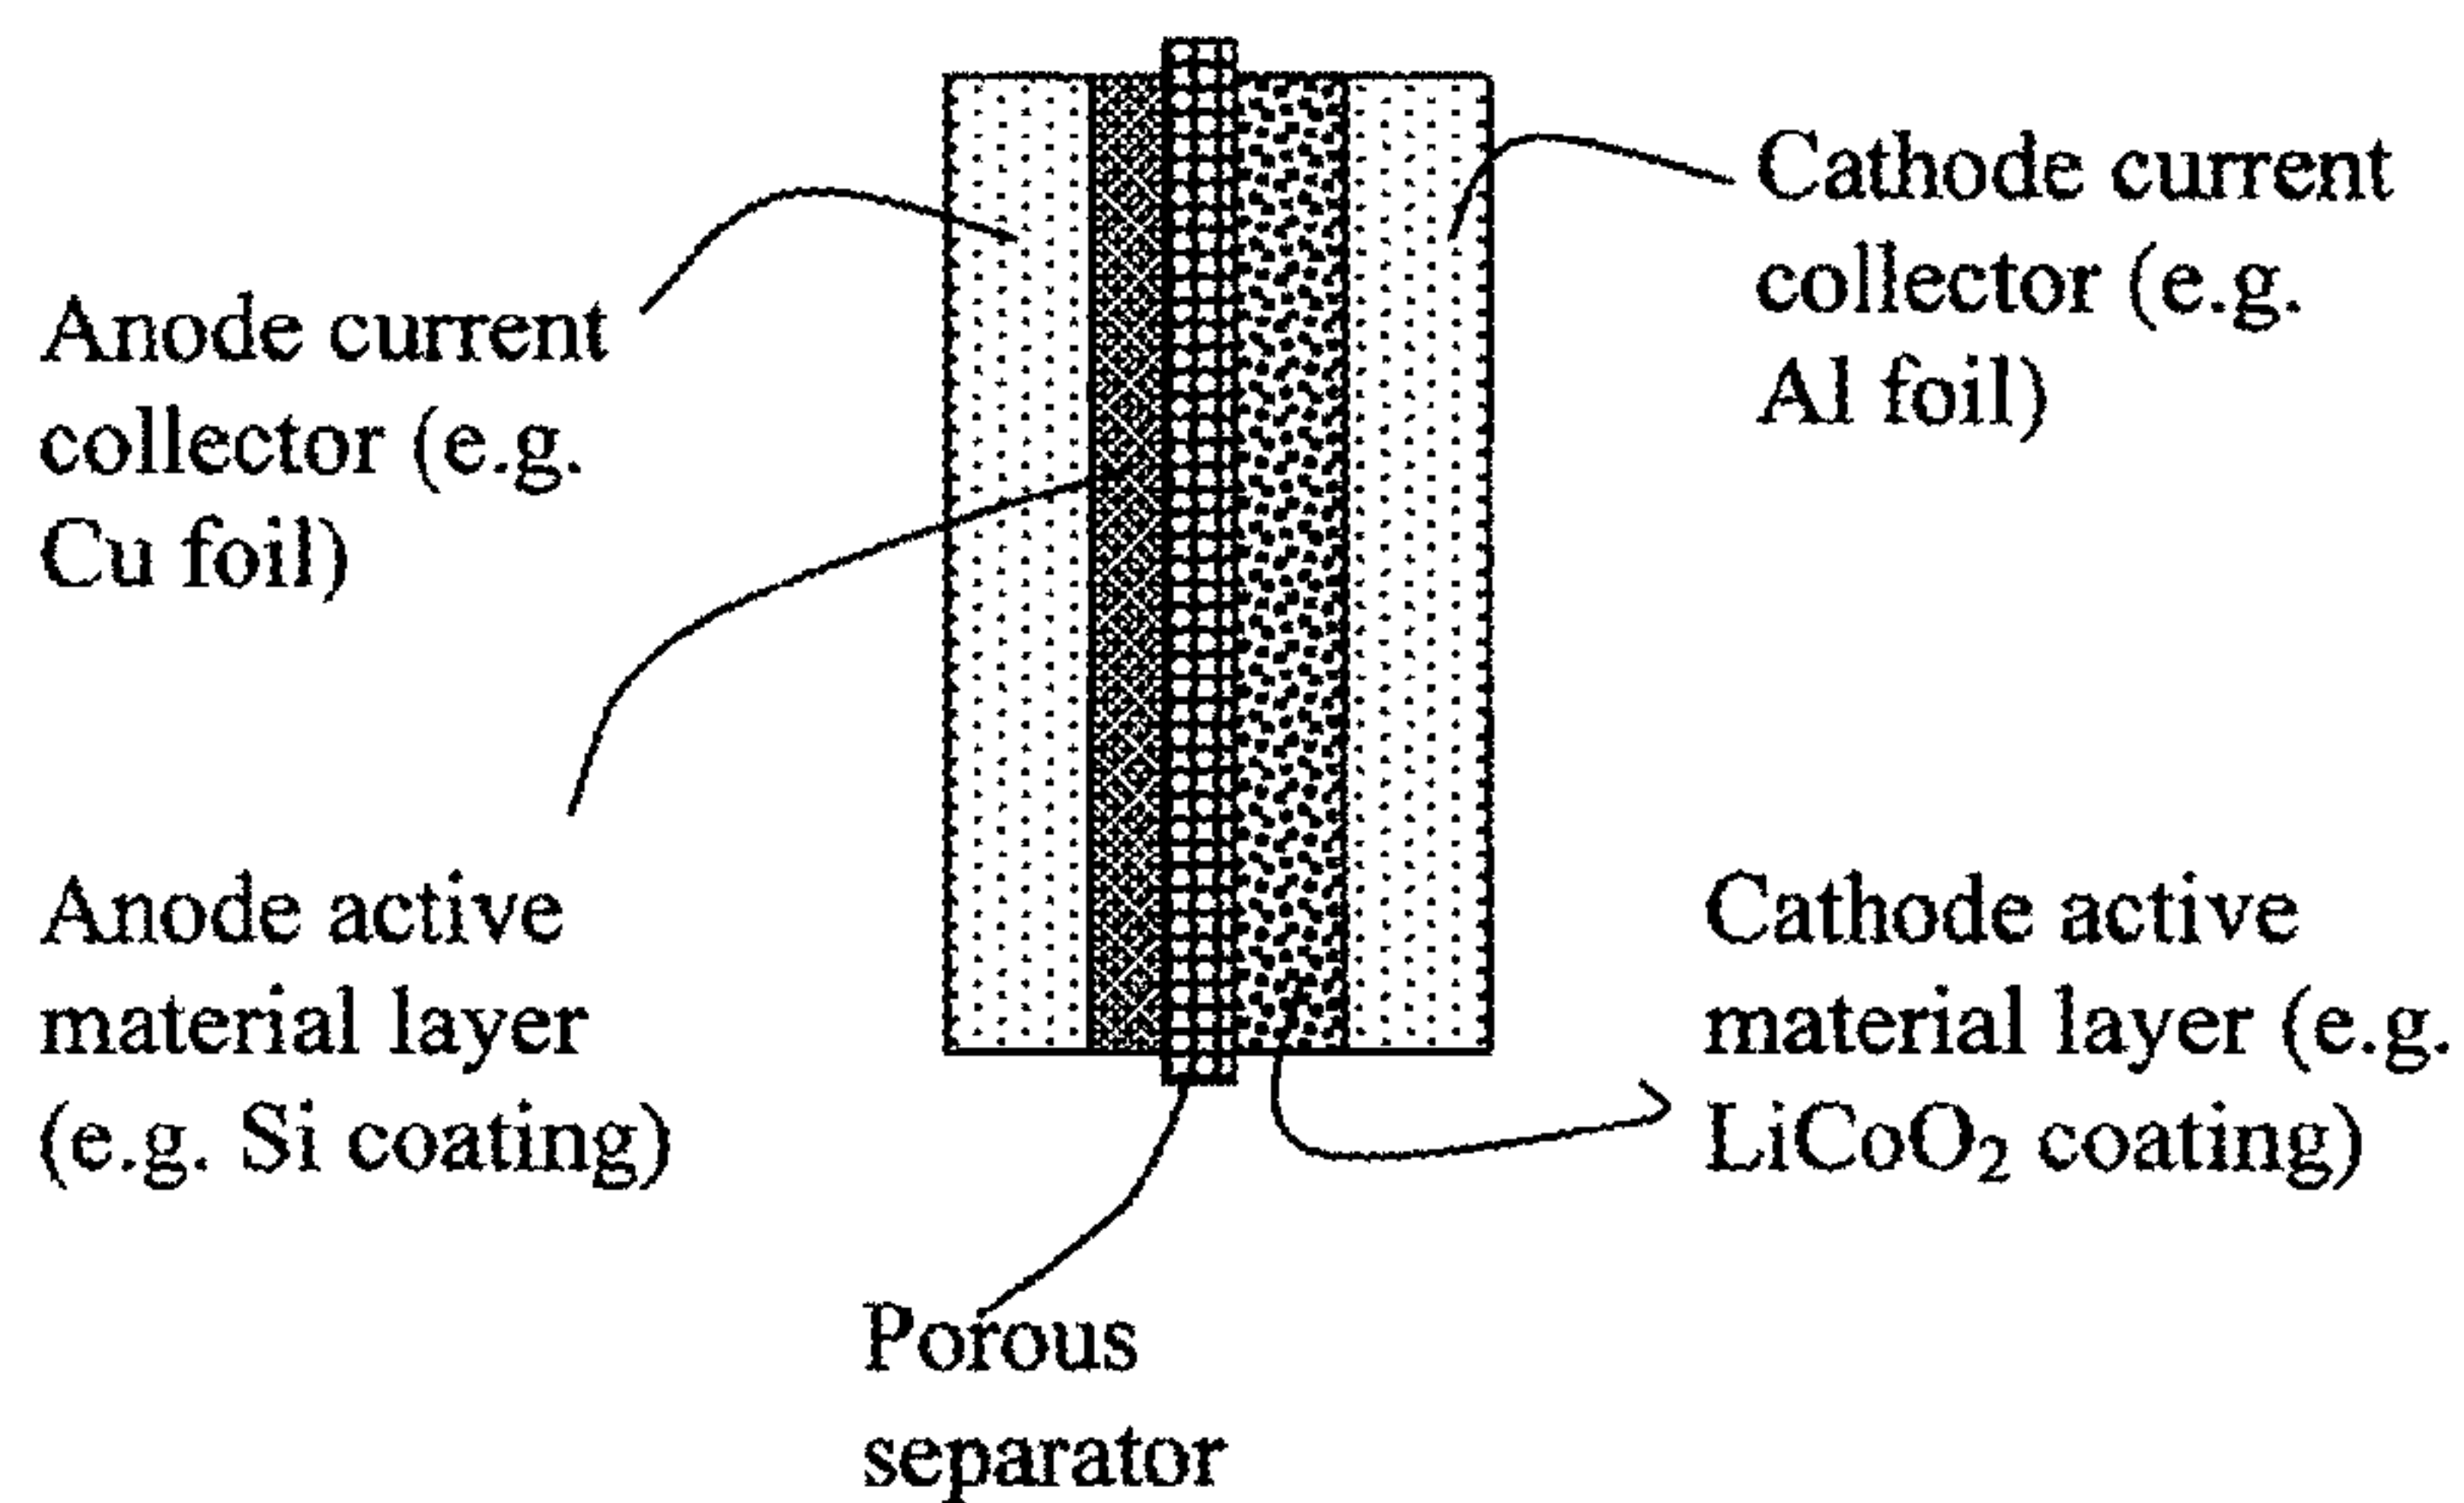 Anode current
collector (e.g.
Cu foil)
Anode active
material layer
(e.g. Si coating)
Porous
separator
Cathode current
collector (e.g.
Al foil)
Cathode active
material layer (e.g.
LiCoO₂ coating)